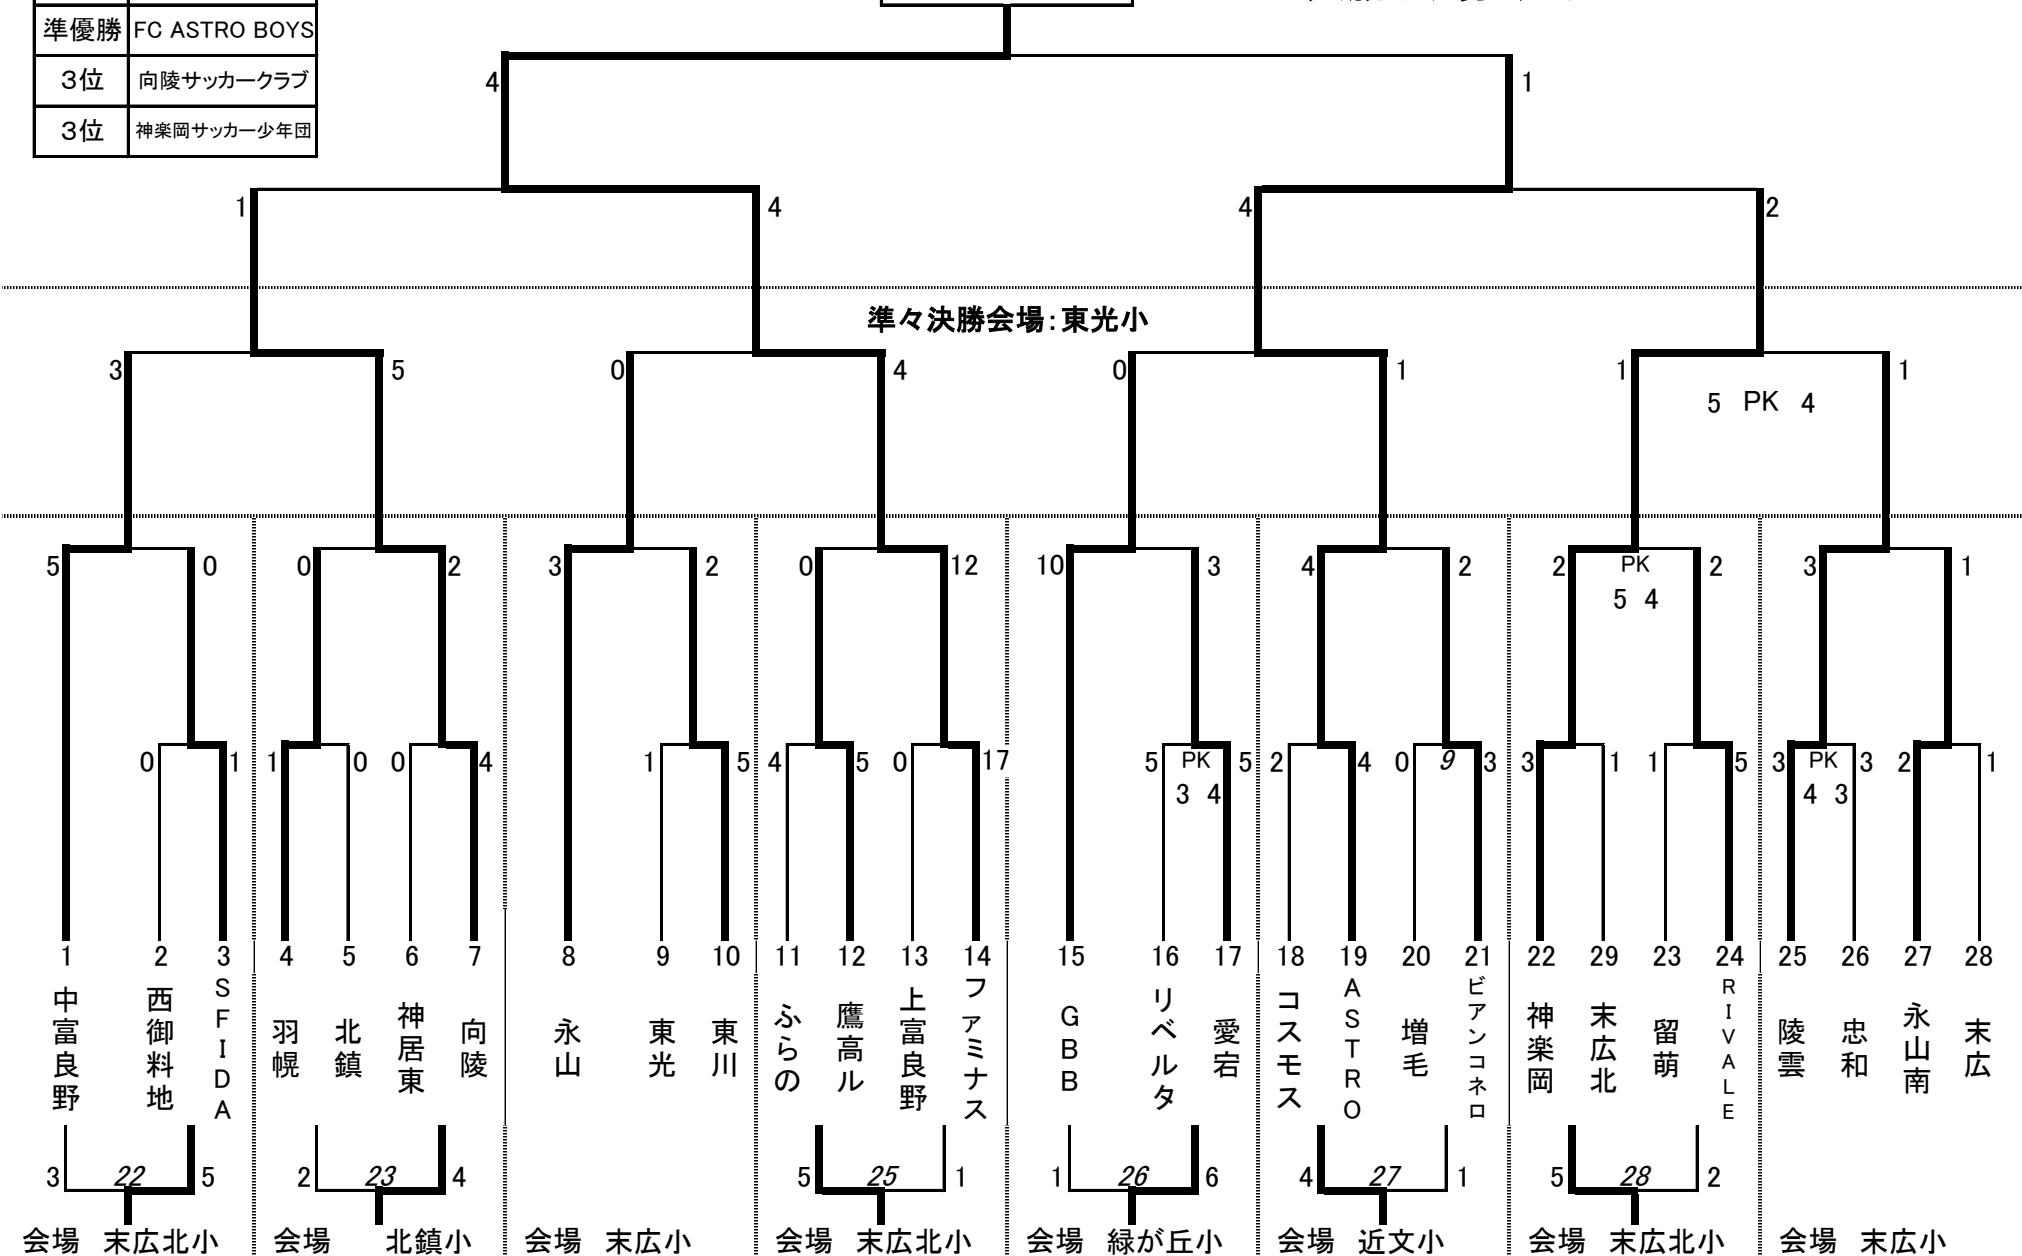 準優勝 FC ASTRO BOYS
3位 向陵サッカークラブ
3位 神楽岡サッカー少年団
4 1
1 4 4 2
準々決勝会場:東光小
3 5 0 4 0 1 1 1
5 PK 4
5 0 0 2 3 2 0 12 10 3 4 2 2 PK 2 3 1
5 4
0 1 1 0 0 4 1 5 4 5 0 17 5 PK 5 2 4 0 9 3 3 1 1 5 3 PK 3 2 1
3 4 4 3
1 2 3 4 5 6 7 8 9 10 11 12 13 14 15 16 17 18 19 20 21 22 29 23 24 25 26 27 28
中富良野
西御料地
SFIDA
羽幌
北鎮
神居東
向陵
永山
東光
東川
ふらの
鷹高ル
上富良野
ファミナス
GBB
リベルタ
愛宕
コスモス
ASTRO
増毛
ビアンコネロ
神楽岡
末広北
留萌
RIVALE
陵雲
忠和
永山南
末広
3 22 5 2 23 4 5 25 1 1 26 6 4 27 1 5 28 2
会場 末広北小 会場 北鎮小 会場 末広小 会場 末広北小 会場 緑が丘小 会場 近文小 会場 末広北小 会場 末広小